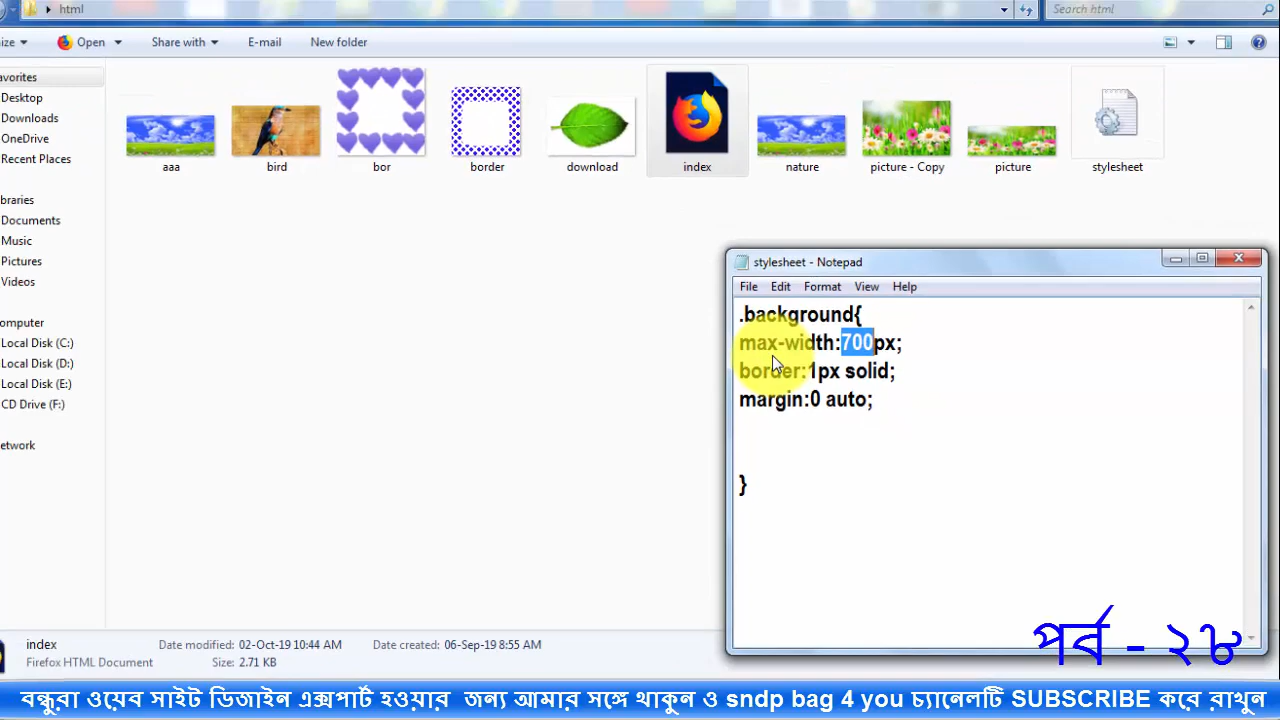 html
Search html
ize
Open
Share with
E-mail
New folder
avorites
Desktop
Downloads
OneDrive
Recent Places
ibraries
Documents
Music
Pictures
Videos
omputer
Local Disk (C:)
Local Disk (D:)
Local Disk (E:)
CD Drive (F:)
etwork
aaa
bird
bor
border
download
index
nature
picture - Copy
picture
stylesheet
stylesheet - Notepad
File Edit Format View Help
.background{
max-width:700px;
border:1px solid;
margin:0 auto;
}
index Date modified: 02-Oct-19 10:44 AM Date created: 06-Sep-19 8:55 AM
Firefox HTML Document Size: 2.71 KB
পর্ব - ২৮
বন্ধুরা ওয়েব সাইট ডিজাইন এক্সপার্ট হওয়ার জন্য আমার সঙ্গে থাকুন ও sndp bag 4 you চ্যানেলটি SUBSCRIBE করে রাখুন